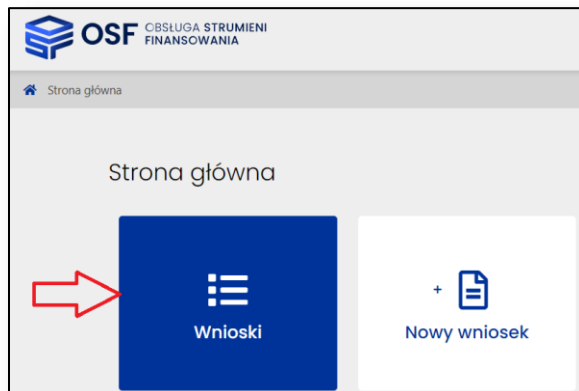 OSF OBSŁUGA STRUMIENI
FINANSOWANIA
Strona główna
Strona główna
Wnioski
+ Nowy wniosek